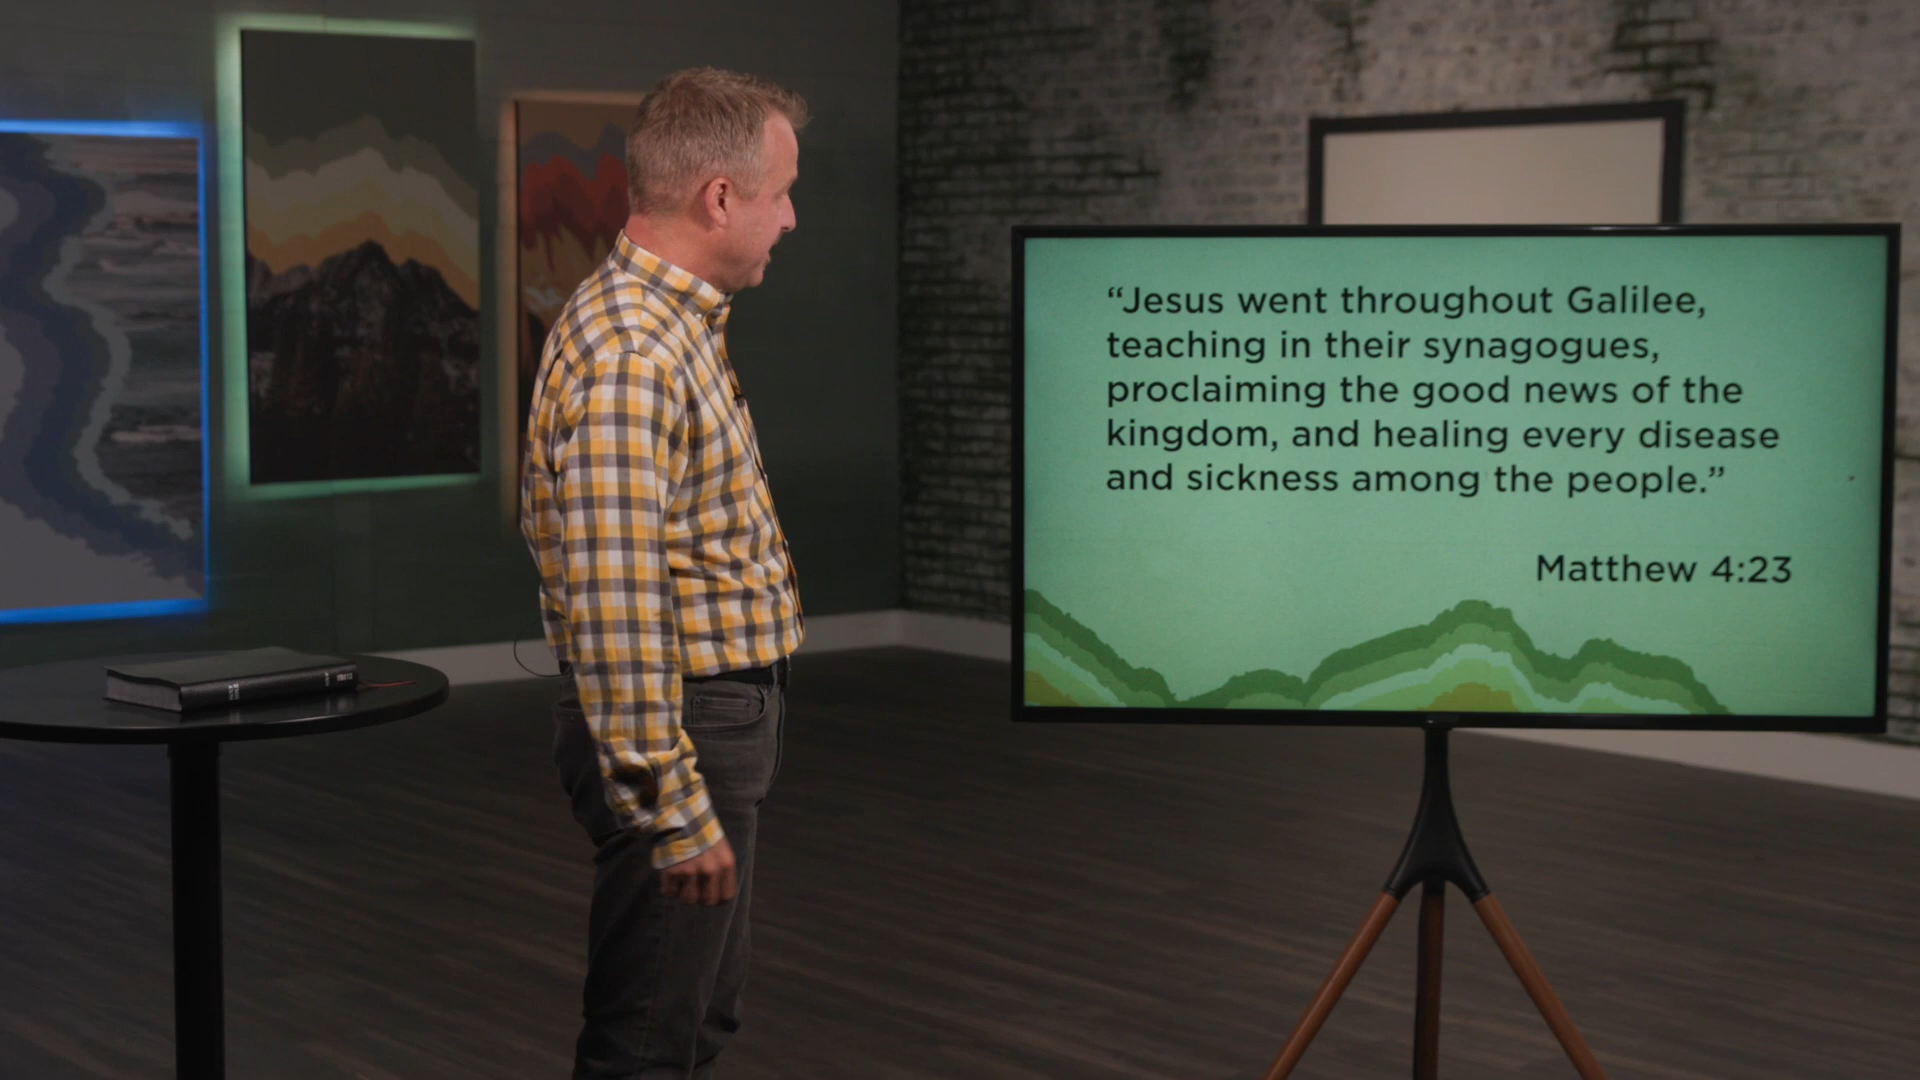 “Jesus went throughout Galilee,
teaching in their synagogues,
proclaiming the good news of the
kingdom, and healing every disease
and sickness among the people.”
Matthew 4:23